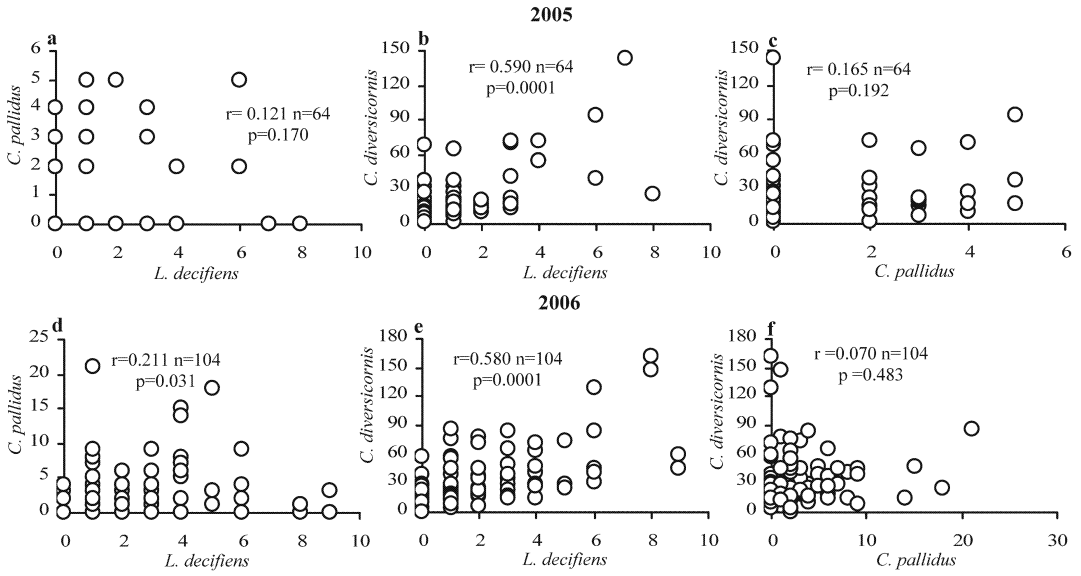 2005
a
6
5
4
3
2
1
0
C. pallidus
r= 0.121 n=64
p=0.170
0 2 4 6 8 10
L. decifiens
b
150
120
90
60
30
0
C. diversicornis
r= 0.590 n=64
p=0.0001
0 2 4 6 8 10
L. decifiens
c
150
120
90
60
30
0
C. diversicornis
r= 0.165 n=64
p=0.192
0 2 4 6
C. pallidus
2006
d
25
20
15
10
5
0
C. pallidus
r=0.211 n=104
p=0.031
0 2 4 6 8 10
L. decifiens
e
180
150
120
90
60
30
0
C. diversicornis
r=0.580 n=104
p=0.0001
0 2 4 6 8 10
L. decifiens
f
180
150
120
90
60
30
0
C. diversicornis
r =0.070 n=104
p =0.483
0 10 20 30
C. pallidus